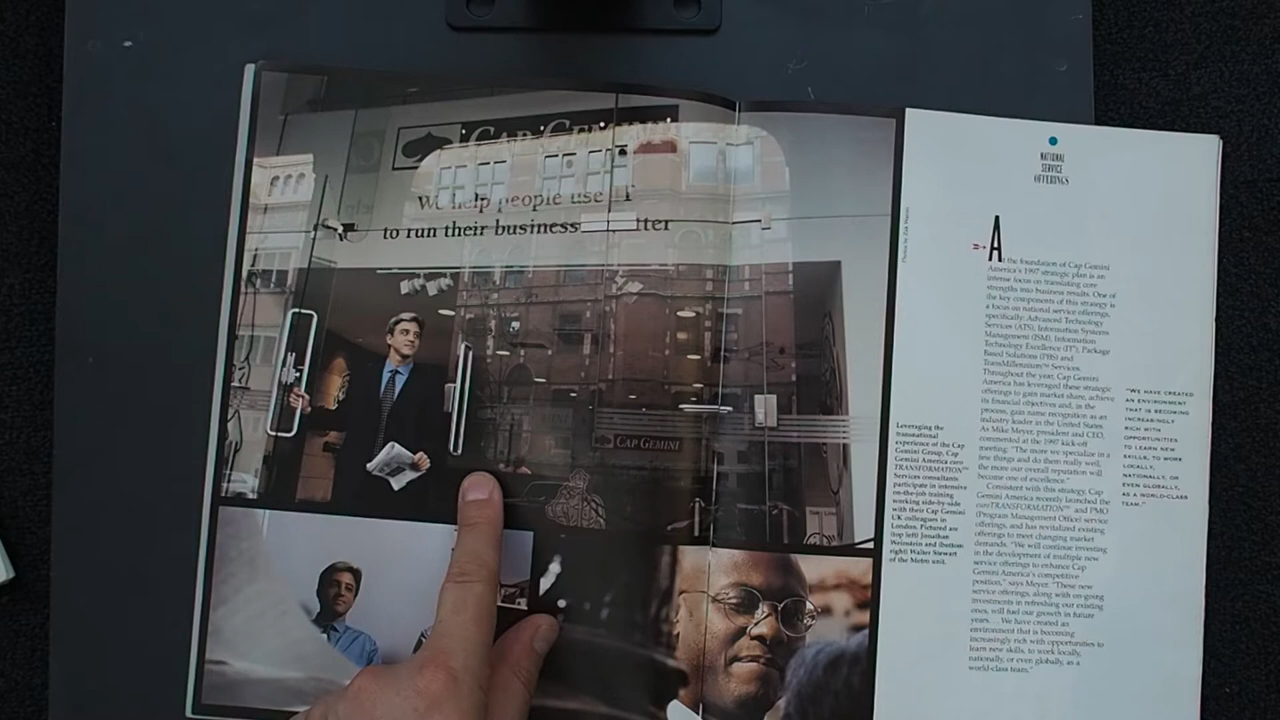 CAP GEMINI
We help people use IT
to run their business
tter
CAP GEMINI
NATIONAL
SERVICE
OFFERINGS
At the foundation of Cap Gemini
America's 1997 strategic plan is an
intense focus on translating core
strengths into business results. One of
the key components of this strategy is
a focus on national service offerings,
specifically: Advanced Technology
Services (ATS), Information Systems
Management (ISM), Information
Technology Excellence (IT³), Package
Based Solutions (PBS) and
TransMillennium™ Services.
Throughout the year, Cap Gemini
America has leveraged these strategic
offerings to gain market share, achieve
its financial objectives and, in the
process, gain name recognition as an
industry leader in the United States.
As Mike Meyer, president and CEO,
commented at the 1997 kick-off
meeting: "The more we specialize in a
few things and do them really well,
the more our overall reputation will
become one of excellence."
Consistent with this strategy, Cap
Gemini America recently launched the
euroTRANSFORMATION™ and PMO
(Program Management Office) service
offerings, and has revitalized existing
offerings to meet changing market
demands. "We will continue investing
in the development of multiple new
service offerings to enhance Cap
Gemini America's competitive
position," says Meyer. "These new
service offerings, along with on-going
investments in refreshing our existing
ones, will fuel our growth in future
years. . . We have created an
environment that is becoming
increasingly rich with opportunities to
learn new skills, to work locally,
nationally, or even globally, as a
world-class team."
"WE HAVE CREATED
AN ENVIRONMENT
THAT IS BECOMING
INCREASINGLY
RICH WITH
OPPORTUNITIES
TO LEARN NEW
SKILLS, TO WORK
LOCALLY,
NATIONALLY, OR
EVEN GLOBALLY,
AS A WORLD-CLASS
TEAM."
Leveraging the
transnational
experience of the Cap
Gemini Group, Cap
Gemini America euro
TRANSFORMATION™
Services consultants
participate in intensive
on-the-job training
working side-by-side
with their Cap Gemini
UK colleagues in
London. Pictured are
(top left) Jonathan
Weinstein and (bottom
right) Walter Stewart
of the Metro unit.